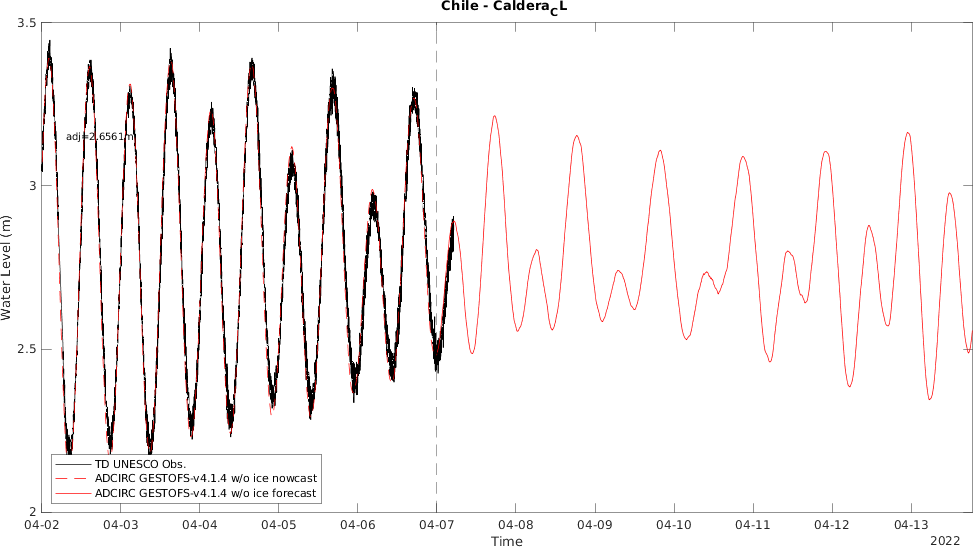 Chile - Caldera_CL
3.5
adj=2.6561m
3
Water Level (m)
2.5
TD UNESCO Obs.
ADCIRC GESTOFS-v4.1.4 w/o ice nowcast
ADCIRC GESTOFS-v4.1.4 w/o ice forecast
2
04-02 04-03 04-04 04-05 04-06 04-07 04-08 04-09 04-10 04-11 04-12 04-13
Time
2022